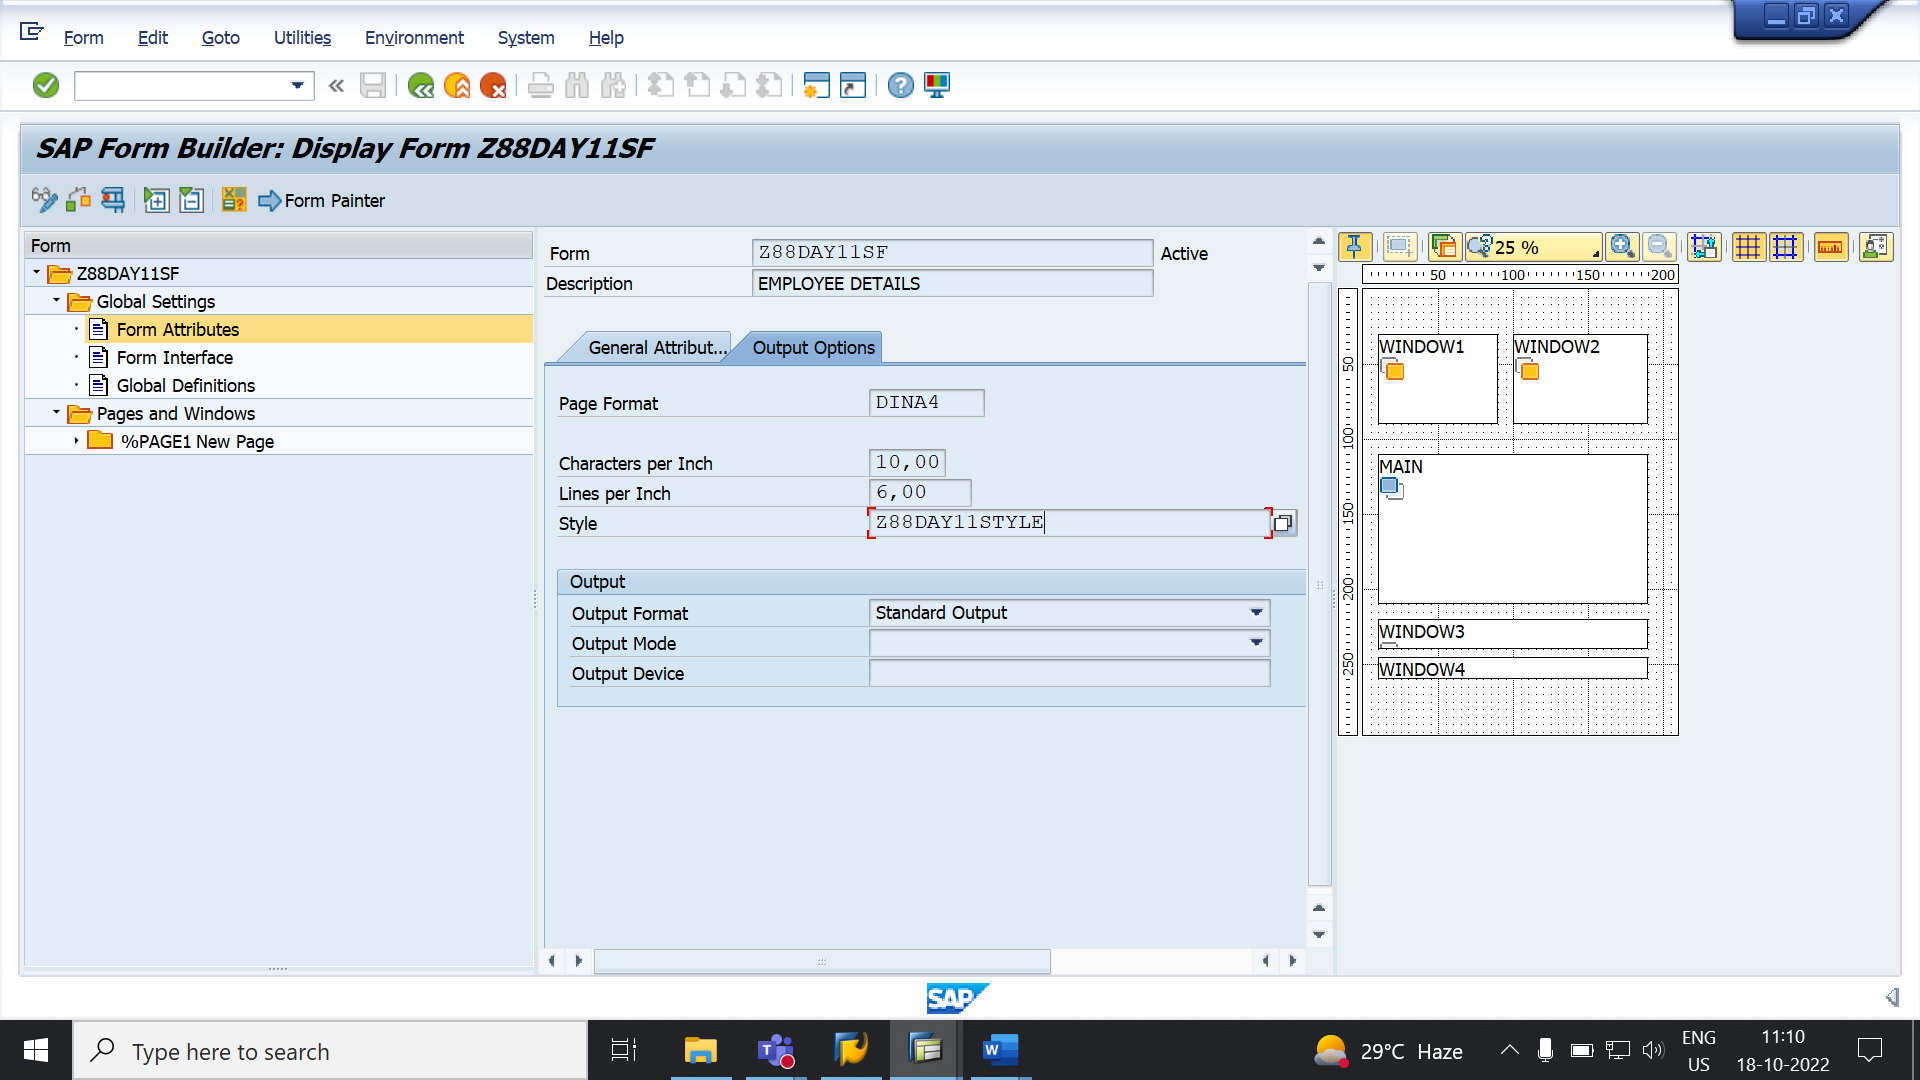 Form Edit Goto Utilities Environment System Help
SAP Form Builder: Display Form Z88DAY11SF
Form Painter
Form
Z88DAY11SF
Global Settings
Form Attributes
Form Interface
Global Definitions
Pages and Windows
%PAGE1 New Page
Form Z88DAY11SF Active
Description EMPLOYEE DETAILS
General Attribut... Output Options
Page Format DINA4
Characters per Inch 10,00
Lines per Inch 6,00
Style Z88DAY11STYLE
Output
Output Format Standard Output
Output Mode
Output Device
25 %
50 100 150 200
50
100
150
200
250
WINDOW1 WINDOW2
MAIN
WINDOW3
WINDOW4
SAP
Type here to search
29°C Haze
ENG
US
11:10
18-10-2022